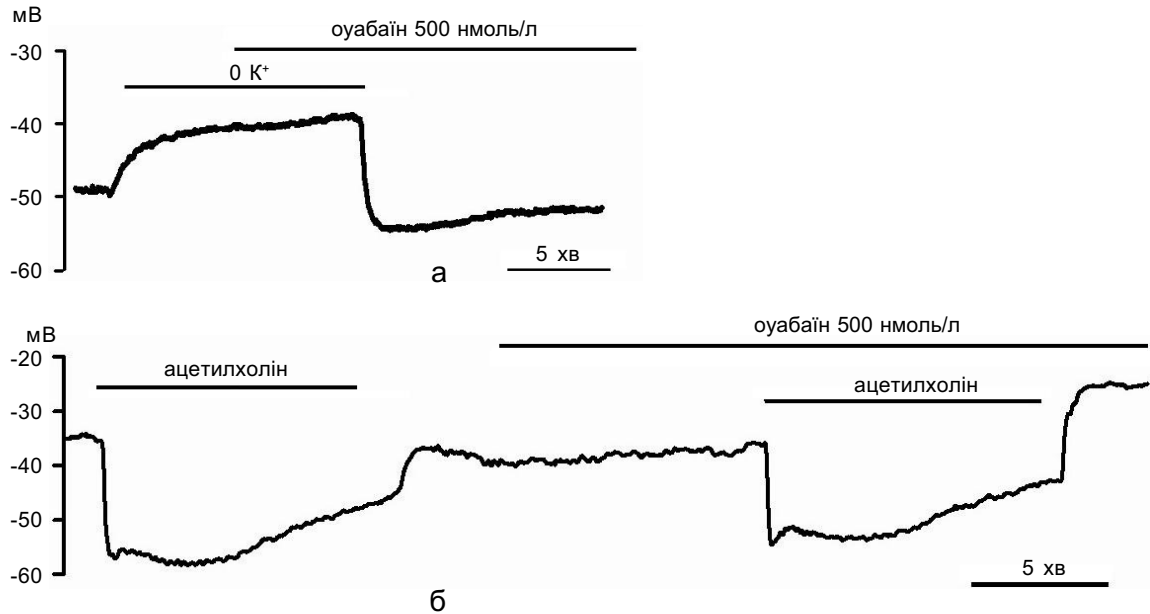 мВ
оуабаїн 500 нмоль/л
-30
0 К⁺
-40
-50
5 хв
-60
а
мВ
оуабаїн 500 нмоль/л
-20
ацетилхолін
ацетилхолін
-30
-40
-50
5 хв
-60
б